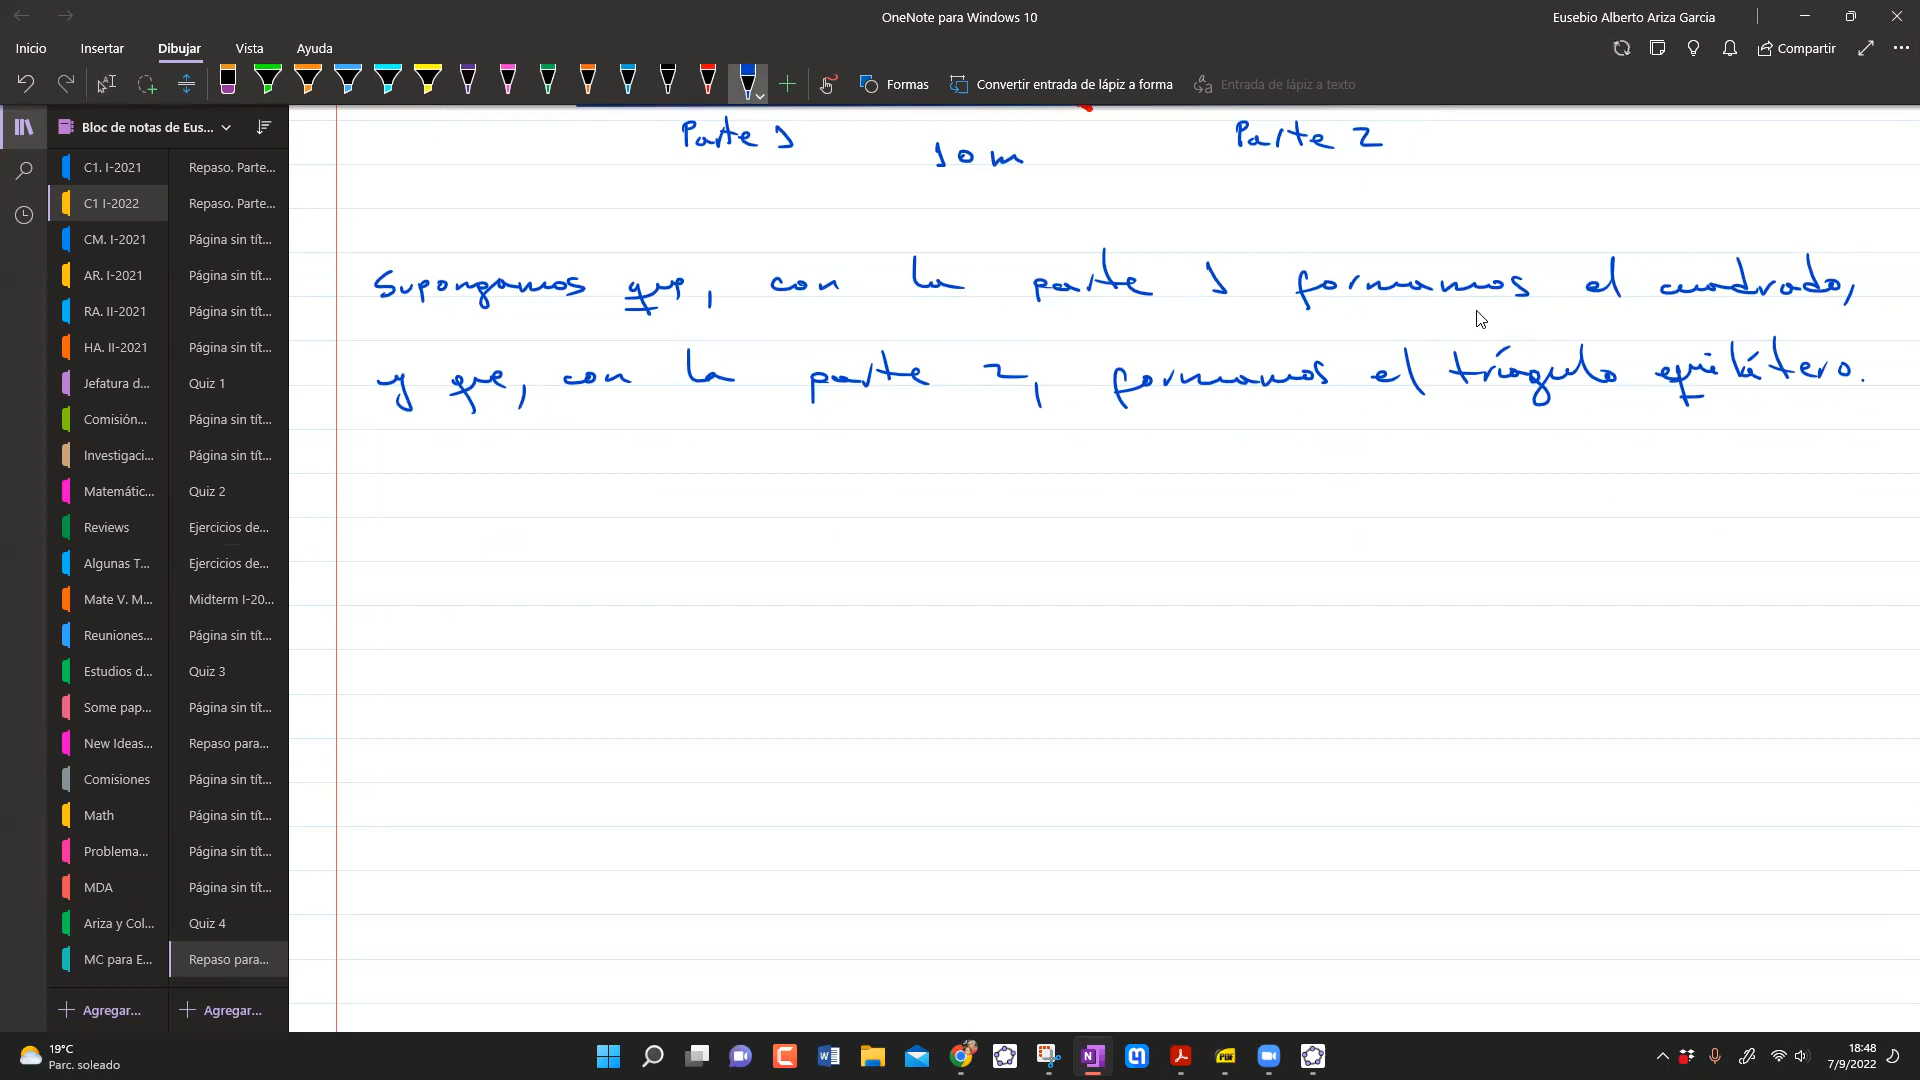 OneNote para Windows 10
Eusebio Alberto Ariza Garcia
Inicio
Insertar
Dibujar
Vista
Ayuda
Compartir
Formas
Convertir entrada de lápiz a forma
Entrada de lápiz a texto
Bloc de notas de Eus...
C1. I-2021
C1 I-2022
CM. I-2021
AR. I-2021
RA. II-2021
HA. II-2021
Jefatura d...
Comisión...
Investigaci...
Matemátic...
Reviews
Algunas T...
Mate V. M...
Reuniones...
Estudios d...
Some pap...
New Ideas...
Comisiones
Math
Problema...
MDA
Ariza y Col...
MC para E...
Agregar...
Repaso. Parte...
Repaso. Parte...
Página sin tít...
Página sin tít...
Página sin tít...
Página sin tít...
Quiz 1
Página sin tít...
Página sin tít...
Quiz 2
Ejercicios de...
Ejercicios de...
Midterm I-20...
Página sin tít...
Quiz 3
Página sin tít...
Repaso para...
Página sin tít...
Página sin tít...
Página sin tít...
Página sin tít...
Quiz 4
Repaso para...
Agregar...
Parte 1
10 m
Parte 2
Supongamos que, con la parte 1 formamos el cuadrado,
y que, con la parte 2, formamos el tríangulo equilátero.
19°C
Parc. soleado
18:48
7/9/2022